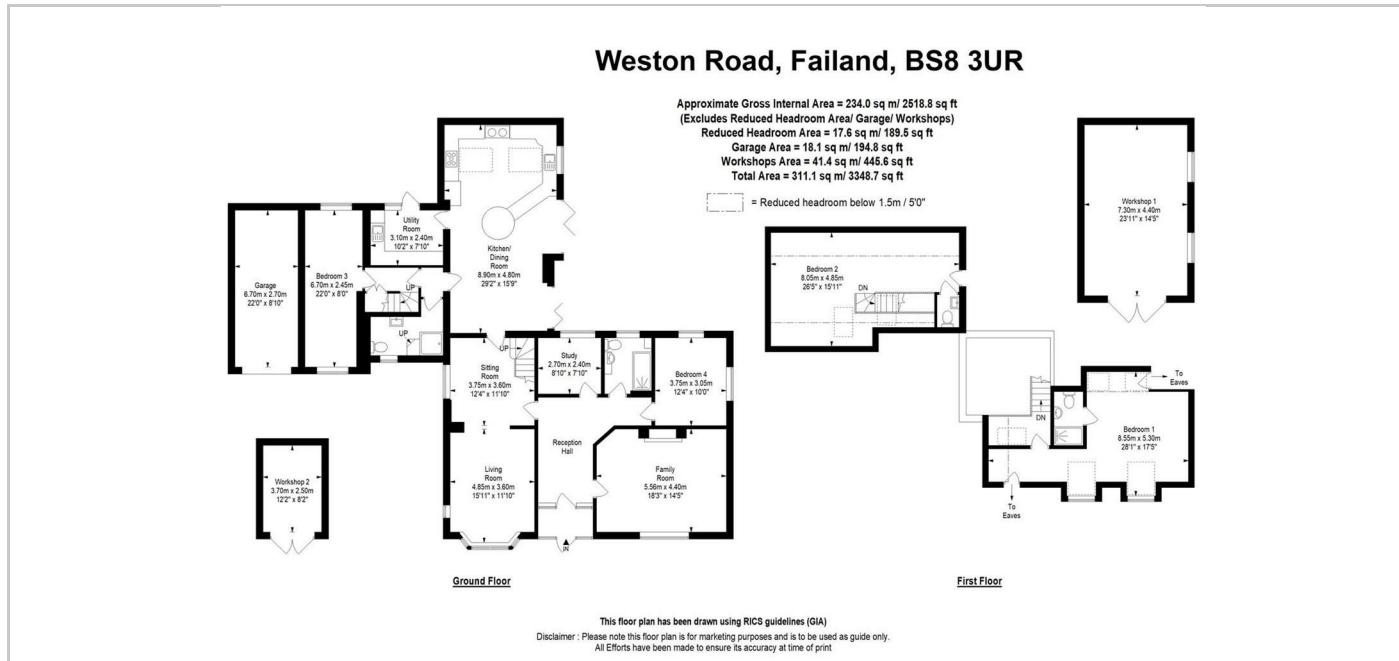 Weston Road, Failand, BS8 3UR
Approximate Gross Internal Area = 234.0 sq m/ 2518.8 sq ft
(Excludes Reduced Headroom Area/ Garage/ Workshops)
Reduced Headroom Area = 17.6 sq m/ 189.5 sq ft
Garage Area = 18.1 sq m/ 194.8 sq ft
Workshops Area = 41.4 sq m/ 445.6 sq ft
Total Area = 311.1 sq m/ 3348.7 sq ft
= Reduced headroom below 1.5m / 5'0"
Utility
Room
3.10m x 2.40m
10'2" x 7'10"
Kitchen/
Dining
Room
8.90m x 4.80m
29'2" x 15'9"
Garage
6.70m x 2.70m
22'0" x 8'10"
Bedroom 3
6.70m x 2.45m
22'0" x 8'0"
UP
UP
UP
Sitting
Room
3.75m x 3.60m
12'4" x 11'10"
Study
2.70m x 2.40m
8'10" x 7'10"
Bedroom 4
3.75m x 3.05m
12'4" x 10'0"
Reception
Hall
Living
Room
4.85m x 3.60m
15'11" x 11'10"
Family
Room
5.56m x 4.40m
18'3" x 14'5"
IN
Workshop 2
3.70m x 2.50m
12'2" x 8'2"
Ground Floor
Bedroom 2
8.05m x 4.85m
26'5" x 15'11"
DN
Workshop 1
7.30m x 4.40m
23'11" x 14'5"
To
Eaves
DN
Bedroom 1
8.55m x 5.30m
28'1" x 17'5"
To
Eaves
First Floor
This floor plan has been drawn using RICS guidelines (GIA)
Disclaimer : Please note this floor plan is for marketing purposes and is to be used as guide only.
All Efforts have been made to ensure its accuracy at time of print